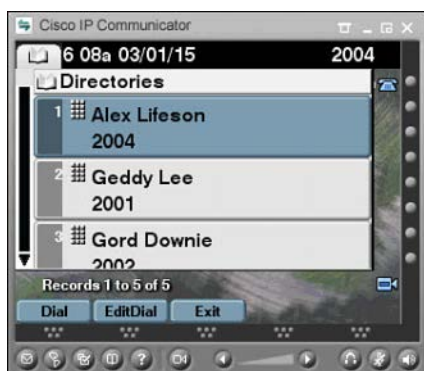 Cisco IP Communicator
6 08a 03/01/15 2004
Directories
1 Alex Lifeson
2004
2 Geddy Lee
2001
3 Gord Downie
2002
Records 1 to 5 of 5
Dial EditDial Exit
?